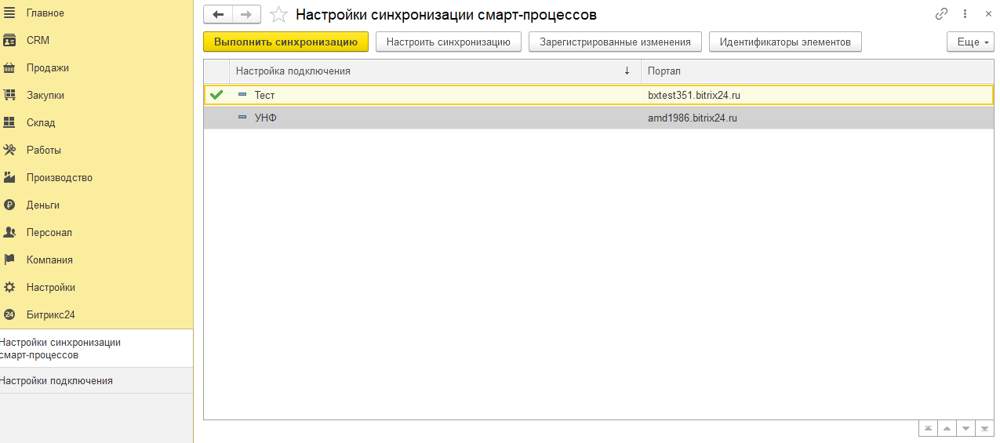 Главное
CRM
Продажи
Закупки
Склад
Работы
Производство
Деньги
Персонал
Компания
Настройки
24 Битрикс24
Настройки синхронизации
смарт-процессов
Настройки подключения
Настройки синхронизации смарт-процессов
Выполнить синхронизацию Настроить синхронизацию Зарегистрированные изменения Идентификаторы элементов Еще
Настройка подключения Портал
Тест bxtest351.bitrix24.ru
УНФ amd1986.bitrix24.ru